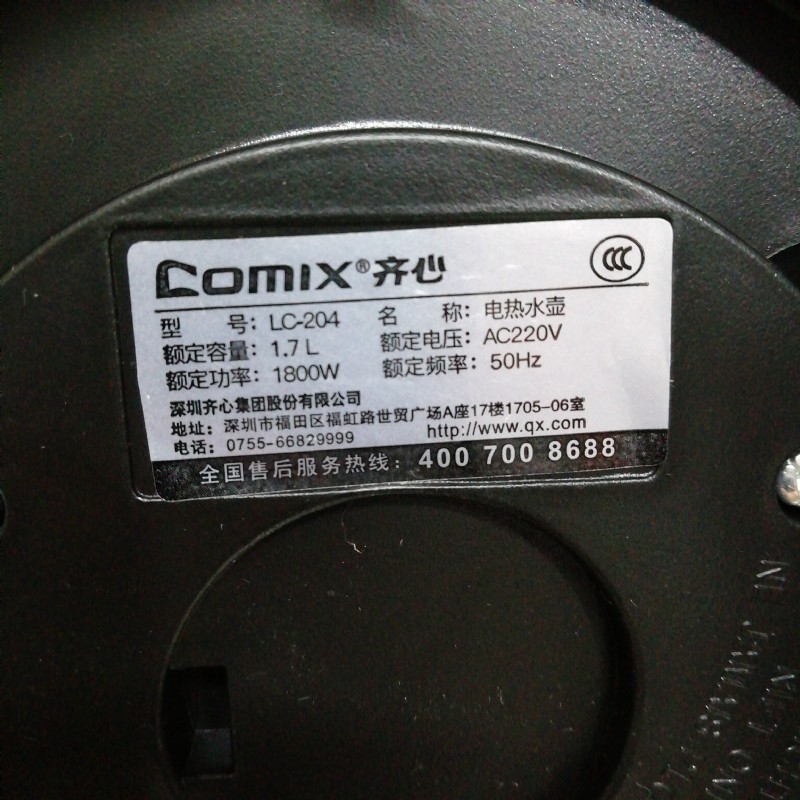 Comix®齐心
CCC
型 号: LC-204 名 称: 电热水壶
额定容量: 1.7 L 额定电压: AC220V
额定功率: 1800W 额定频率: 50Hz
深圳齐心集团股份有限公司
地址: 深圳市福田区福虹路世贸广场A座17楼1705-06室
电话: 0755-66829999 http://www.qx.com
全国售后服务热线: 400 700 8688